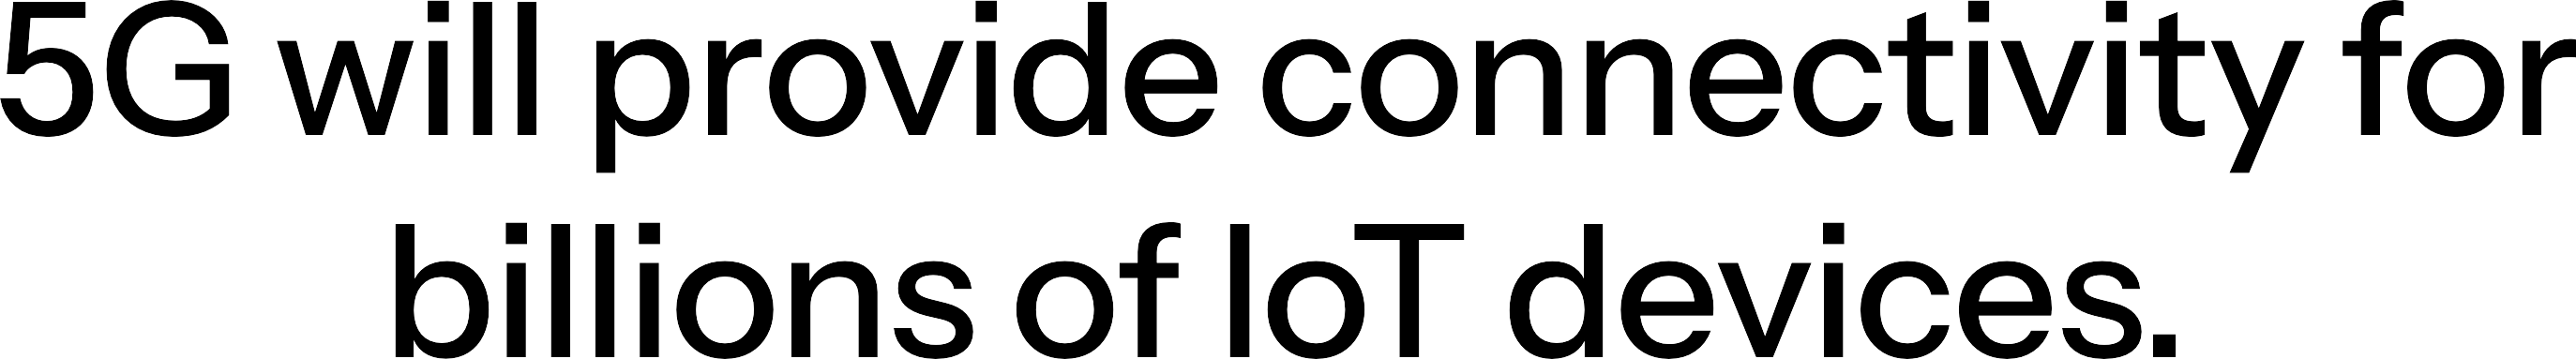 5G will provide connectivity for
billions of IoT devices.